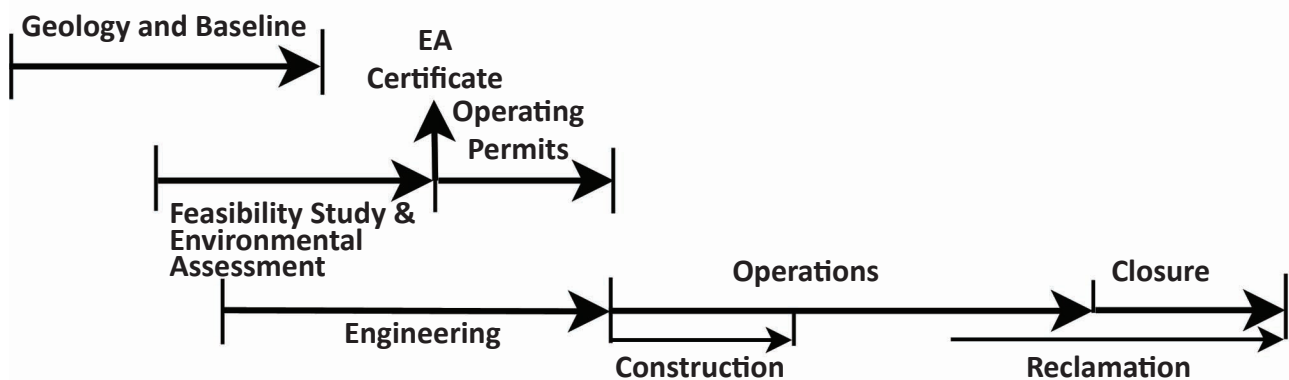 Geology and Baseline
EA
Certificate
Operating
Permits
Feasibility Study &
Environmental
Assessment
Operations
Closure
Engineering
Construction
Reclamation